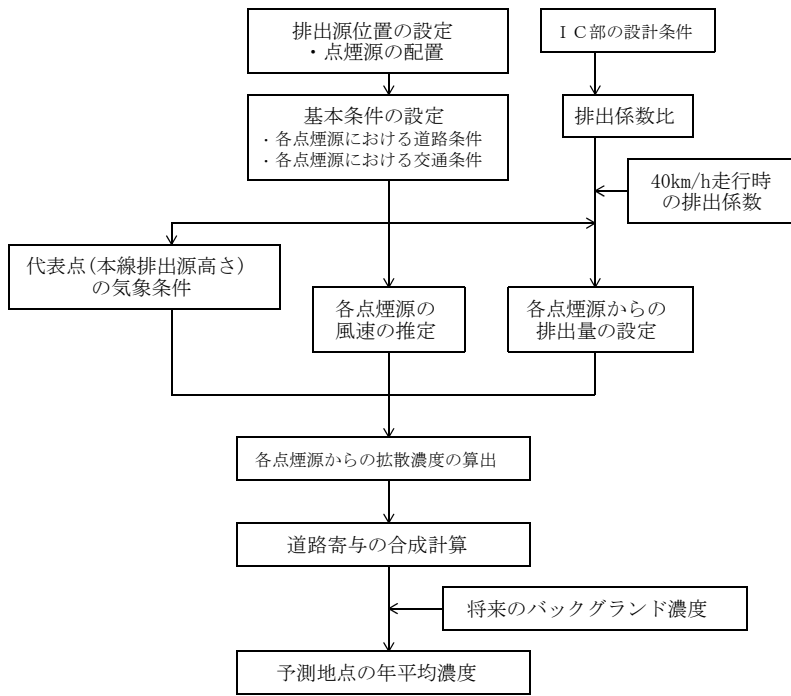 排出源位置の設定
・点煙源の配置
ＩＣ部の設計条件
基本条件の設定
・各点煙源における道路条件
・各点煙源における交通条件
排出係数比
40km/h走行時
の排出係数
代表点(本線排出源高さ)
の気象条件
各点煙源の
風速の推定
各点煙源からの
排出量の設定
各点煙源からの拡散濃度の算出
道路寄与の合成計算
将来のバックグランド濃度
予測地点の年平均濃度